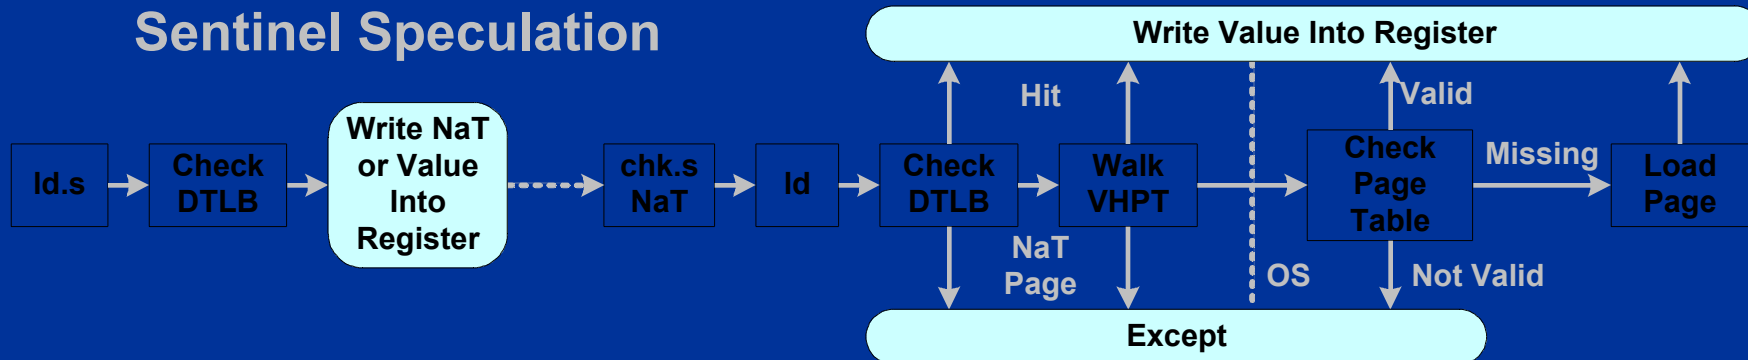 Sentinel Speculation
Write Value Into Register
Hit
Valid
ld.s
Check
DTLB
Write NaT
or Value
Into
Register
chk.s
NaT
ld
Check
DTLB
Walk
VHPT
Check
Page
Table
Missing
Load
Page
NaT
Page
OS
Not Valid
Except